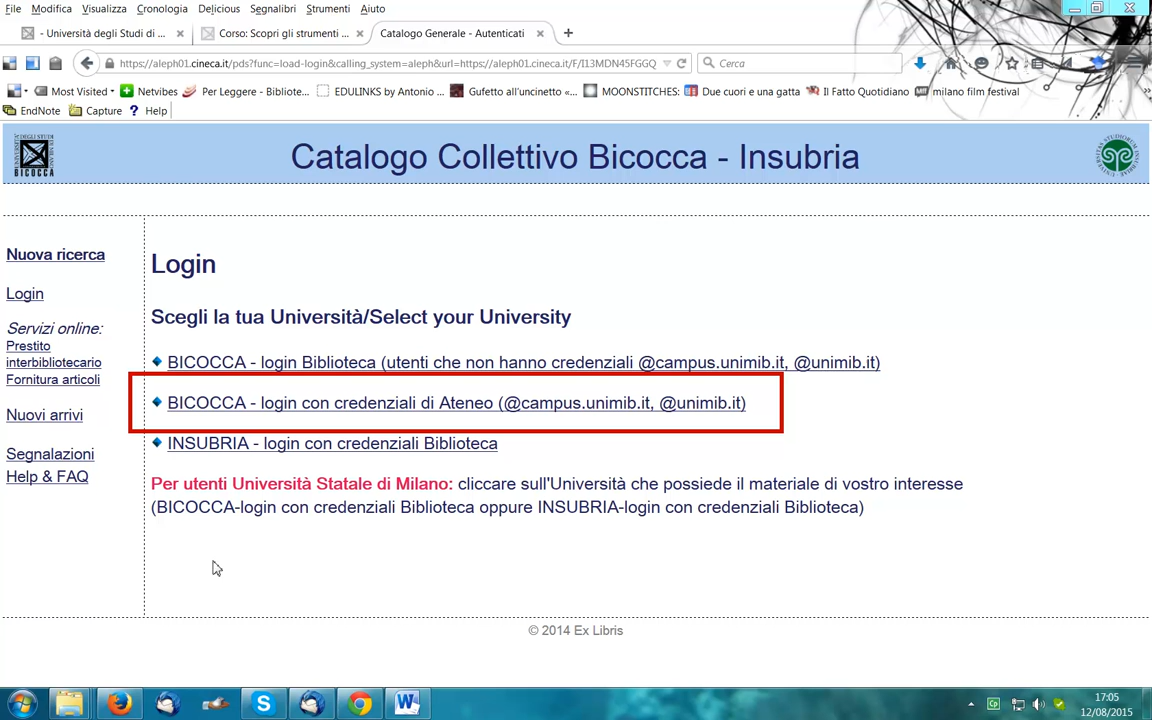 File Modifica Visualizza Cronologia Delicious Segnalibri Strumenti Aiuto
- Università degli Studi di ... × Corso: Scopri gli strumenti ... × Catalogo Generale - Autenticati × +
https://aleph01.cineca.it/pds?func=load-login&calling_system=aleph&url=https://aleph01.cineca.it/F/I13MDN45FGGQ Cerca
Most Visited Netvibes Per Leggere - Bibliote... EDULINKS by Antonio ... Gufetto all'uncinetto «... MOONSTITCHES: Due cuori e una gatta Il Fatto Quotidiano milano film festival
EndNote Capture ? Help
BICOCCA
Catalogo Collettivo Bicocca - Insubria
Nuova ricerca
Login
Servizi online:
Prestito
interbibliotecario
Fornitura articoli
Nuovi arrivi
Segnalazioni
Help & FAQ
Login
Scegli la tua Università/Select your University
BICOCCA - login Biblioteca (utenti che non hanno credenziali @campus.unimib.it, @unimib.it)
BICOCCA - login con credenziali di Ateneo (@campus.unimib.it, @unimib.it)
INSUBRIA - login con credenziali Biblioteca
Per utenti Università Statale di Milano: cliccare sull'Università che possiede il materiale di vostro interesse
(BICOCCA-login con credenziali Biblioteca oppure INSUBRIA-login con credenziali Biblioteca)
© 2014 Ex Libris
17:05
12/08/2015